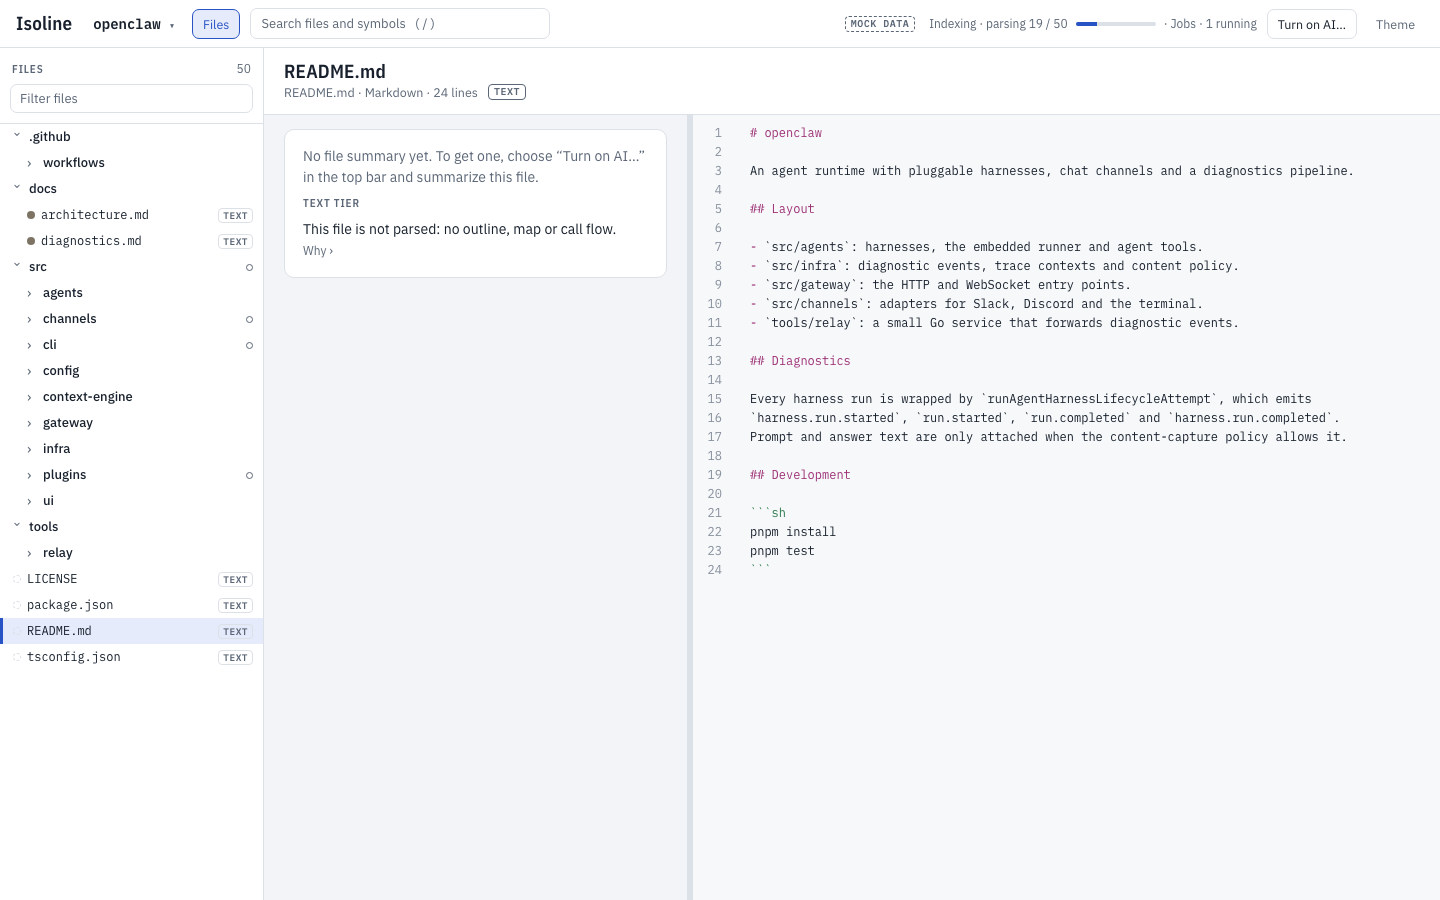 Isoline openclaw ▾ Files Search files and symbols (/) MOCK DATA Indexing · parsing 19 / 50 · Jobs · 1 running Turn on AI… Theme
FILES 50
Filter files
.github
workflows
docs
architecture.md TEXT
diagnostics.md TEXT
src
agents
channels
cli
config
context-engine
gateway
infra
plugins
ui
tools
relay
LICENSE TEXT
package.json TEXT
README.md TEXT
tsconfig.json TEXT
README.md
README.md · Markdown · 24 lines TEXT
No file summary yet. To get one, choose “Turn on AI…”
in the top bar and summarize this file.
TEXT TIER
This file is not parsed: no outline, map or call flow.
Why ›
1 # openclaw
2
3 An agent runtime with pluggable harnesses, chat channels and a diagnostics pipeline.
4
5 ## Layout
6
7 - `src/agents`: harnesses, the embedded runner and agent tools.
8 - `src/infra`: diagnostic events, trace contexts and content policy.
9 - `src/gateway`: the HTTP and WebSocket entry points.
10 - `src/channels`: adapters for Slack, Discord and the terminal.
11 - `tools/relay`: a small Go service that forwards diagnostic events.
12
13 ## Diagnostics
14
15 Every harness run is wrapped by `runAgentHarnessLifecycleAttempt`, which emits
16 `harness.run.started`, `run.started`, `run.completed` and `harness.run.completed`.
17 Prompt and answer text are only attached when the content-capture policy allows it.
18
19 ## Development
20
21 ```sh
22 pnpm install
23 pnpm test
24 ```